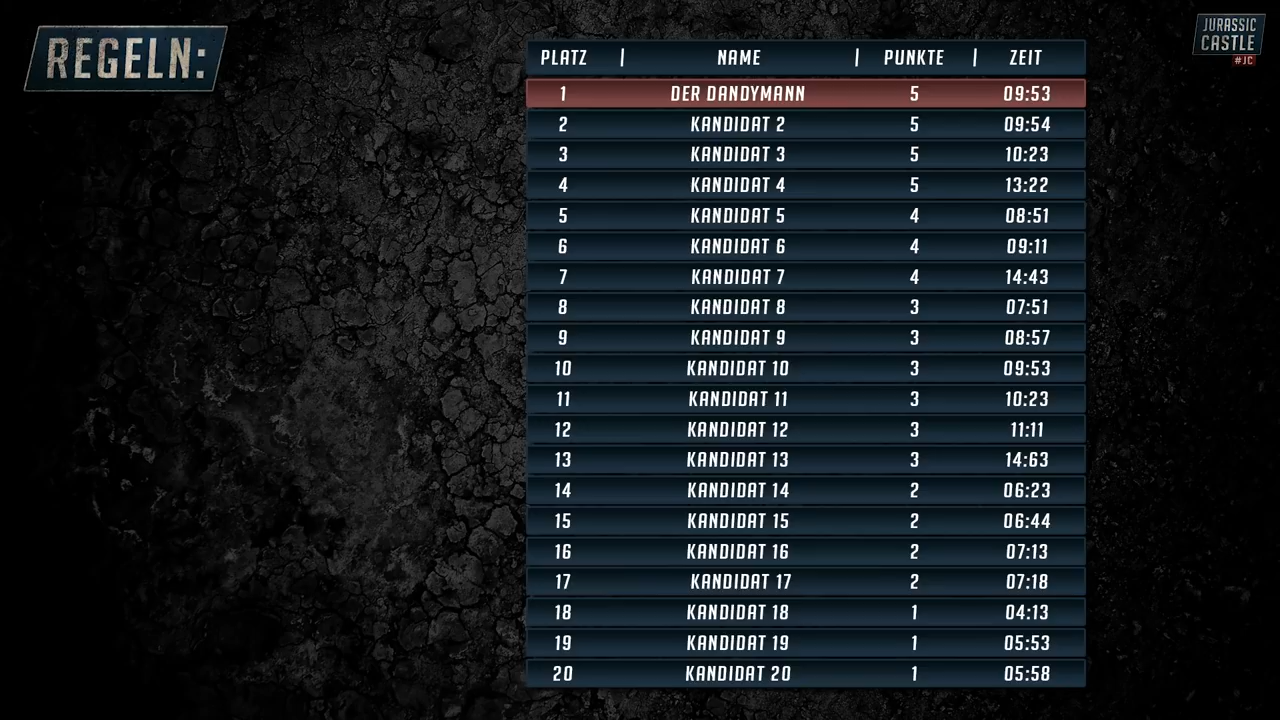 REGELN:
JURASSIC
CASTLE
#JC
PLATZ | NAME | PUNKTE | ZEIT
1 DER DANDYMANN 5 09:53
2 KANDIDAT 2 5 09:54
3 KANDIDAT 3 5 10:23
4 KANDIDAT 4 5 13:22
5 KANDIDAT 5 4 08:51
6 KANDIDAT 6 4 09:11
7 KANDIDAT 7 4 14:43
8 KANDIDAT 8 3 07:51
9 KANDIDAT 9 3 08:57
10 KANDIDAT 10 3 09:53
11 KANDIDAT 11 3 10:23
12 KANDIDAT 12 3 11:11
13 KANDIDAT 13 3 14:63
14 KANDIDAT 14 2 06:23
15 KANDIDAT 15 2 06:44
16 KANDIDAT 16 2 07:13
17 KANDIDAT 17 2 07:18
18 KANDIDAT 18 1 04:13
19 KANDIDAT 19 1 05:53
20 KANDIDAT 20 1 05:58